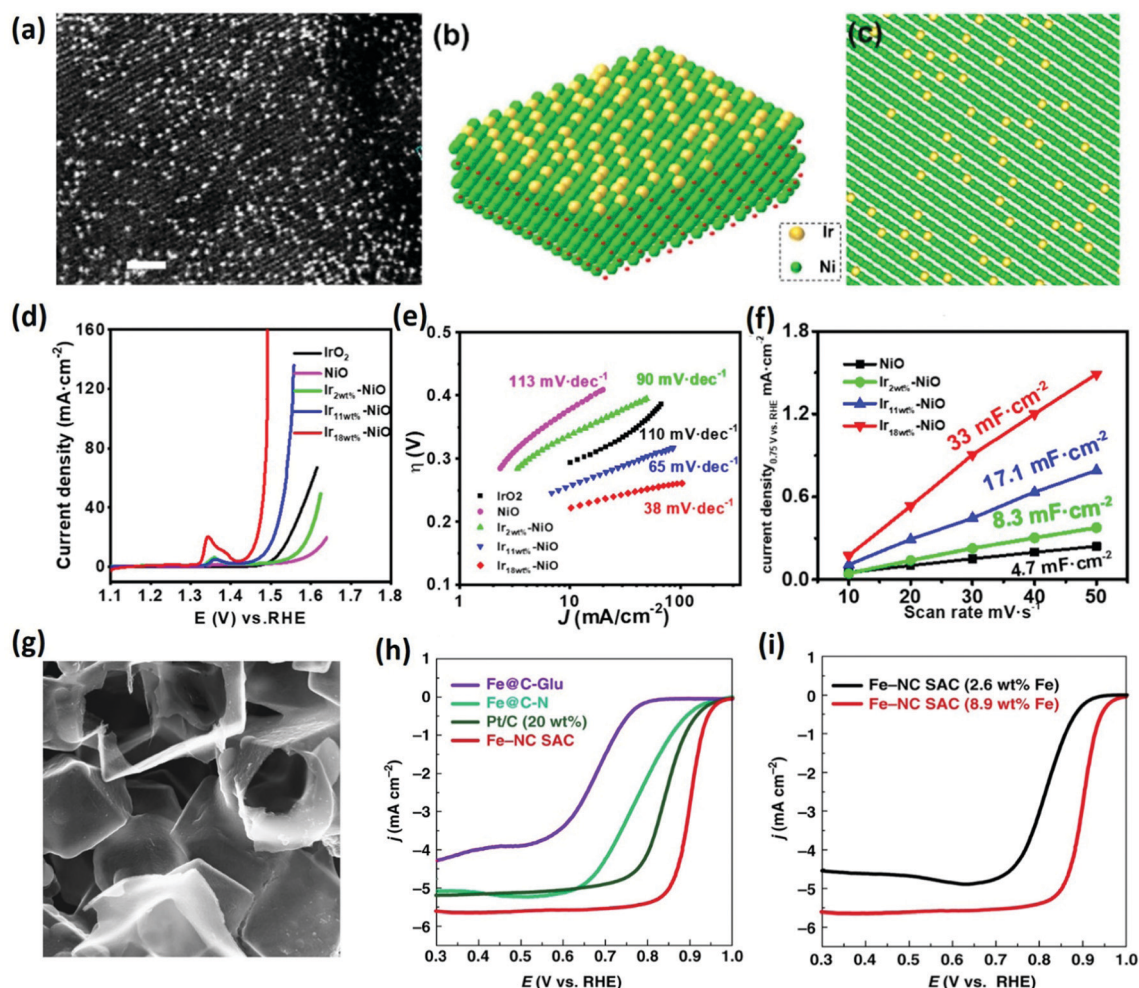 (a)
(b)
Ir
Ni
(c)
(d)
Current density (mA·cm⁻²)
160
120
80
40
0
1.1 1.2 1.3 1.4 1.5 1.6 1.7 1.8
E (V) vs.RHE
IrO₂
NiO
Ir₂wt%-NiO
Ir₁₁wt%-NiO
Ir₁₈wt%-NiO
(e)
η (V)
0.5
0.4
0.3
0.2
0.1
1 10 100
J (mA/cm⁻²)
113 mV·dec⁻¹
90 mV·dec⁻¹
110 mV·dec⁻¹
65 mV·dec⁻¹
38 mV·dec⁻¹
IrO2
NiO
Ir₂wt%-NiO
Ir₁₁wt%-NiO
Ir₁₈wt%-NiO
(f)
current density₀.₇₅ V vs.RHE mA·cm⁻²
1.8
1.2
0.6
0.0
10 20 30 40 50
Scan rate mV·s⁻¹
NiO
Ir₂wt%-NiO
Ir₁₁wt%-NiO
Ir₁₈wt%-NiO
33 mF·cm⁻²
17.1 mF·cm⁻²
8.3 mF·cm⁻²
4.7 mF·cm⁻²
(g)
(h)
j (mA cm⁻²)
1
0
–1
–2
–3
–4
–5
–6
0.3 0.4 0.5 0.6 0.7 0.8 0.9 1.0
E (V vs. RHE)
Fe@C-Glu
Fe@C-N
Pt/C (20 wt%)
Fe–NC SAC
(i)
j (mA cm⁻²)
1
0
–1
–2
–3
–4
–5
–6
0.3 0.4 0.5 0.6 0.7 0.8 0.9 1.0
E (V vs. RHE)
Fe–NC SAC (2.6 wt% Fe)
Fe–NC SAC (8.9 wt% Fe)